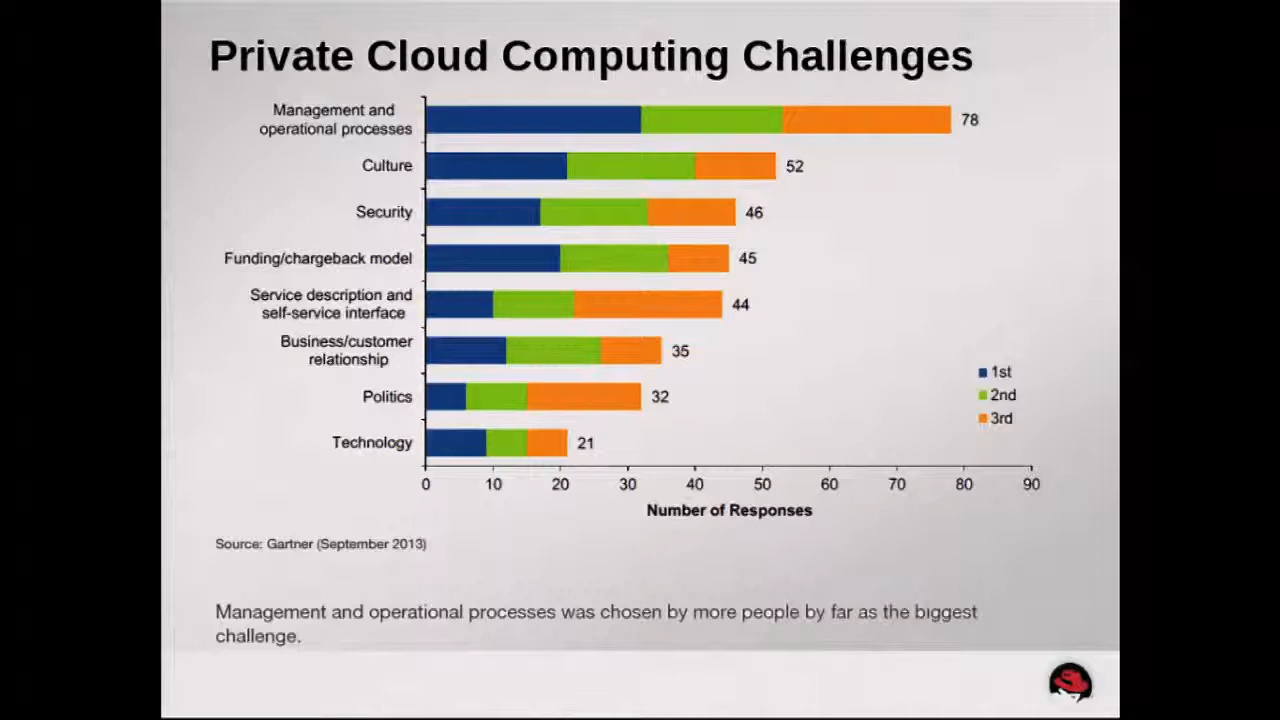 Private Cloud Computing Challenges
Management and
operational processes
78
Culture
52
Security
46
Funding/chargeback model
45
Service description and
self-service interface
44
Business/customer
relationship
35
Politics
32
Technology
21
1st
2nd
3rd
0 10 20 30 40 50 60 70 80 90
Number of Responses
Source: Gartner (September 2013)
Management and operational processes was chosen by more people by far as the biggest
challenge.